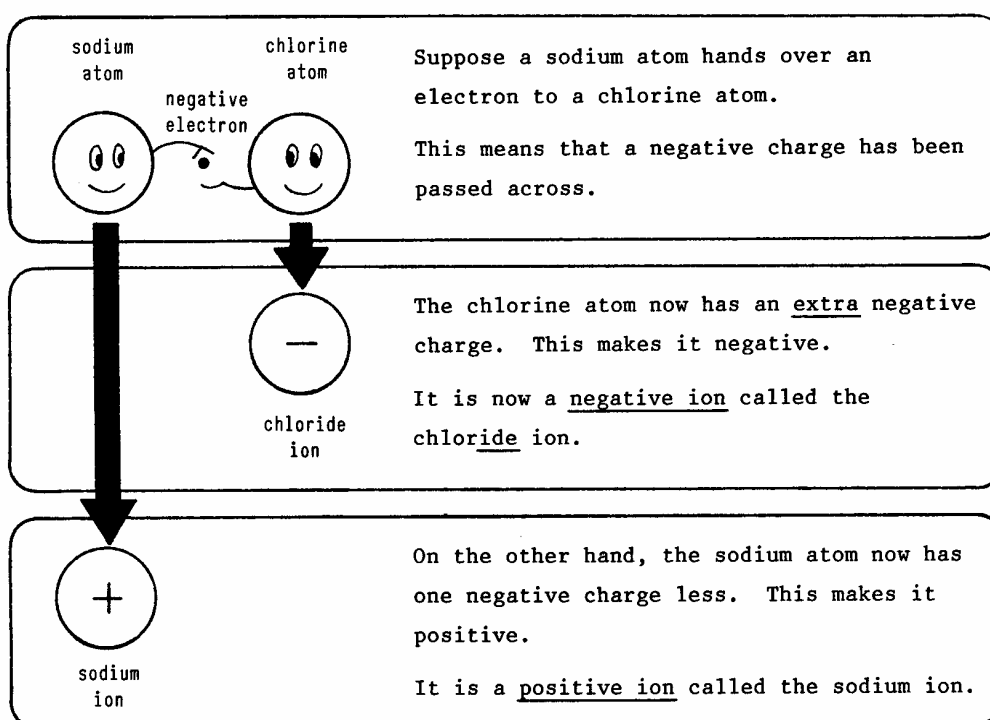 sodium
atom
chlorine
atom
negative
electron
Suppose a sodium atom hands over an
electron to a chlorine atom.
This means that a negative charge has been
passed across.
−
chloride
ion
The chlorine atom now has an extra negative
charge. This makes it negative.
It is now a negative ion called the
chloride ion.
+
sodium
ion
On the other hand, the sodium atom now has
one negative charge less. This makes it
positive.
It is a positive ion called the sodium ion.